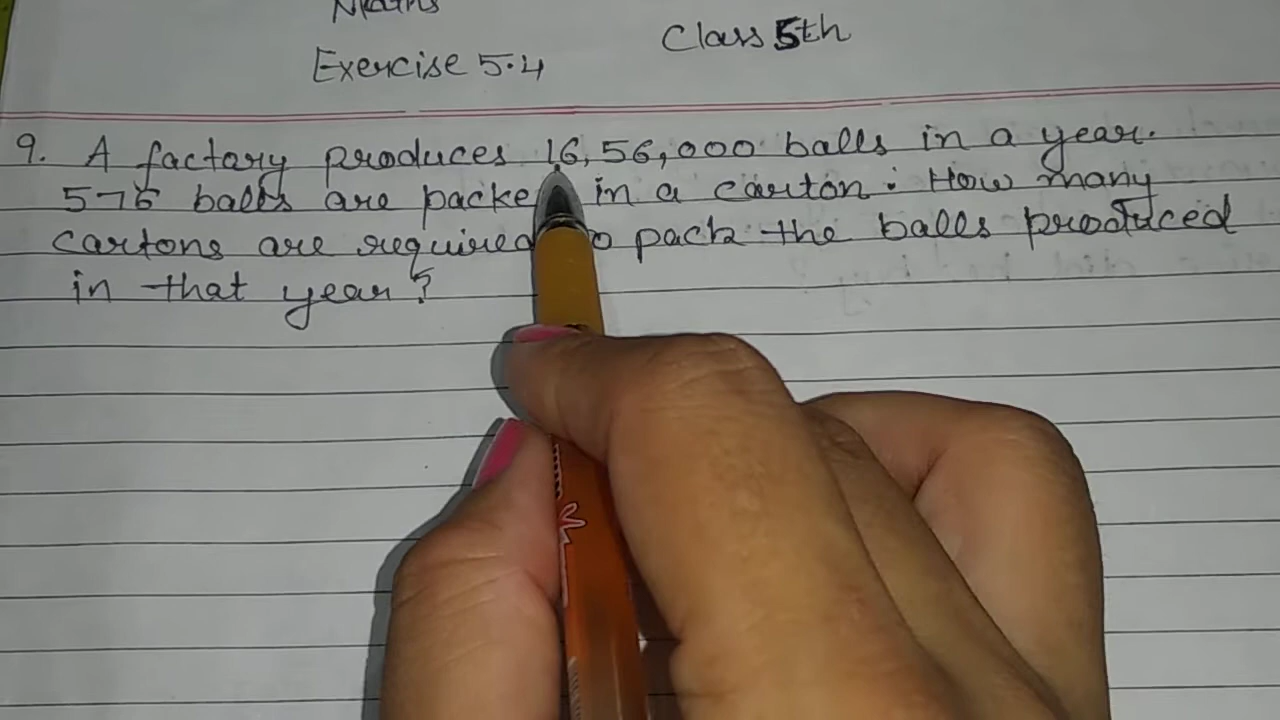 Maths
Class 5th
Exercise 5.4
9. A factory produces 16,56,000 balls in a year.
576 balls are packe in a carton. How many
cartons are required to pack the balls produced
in that year?